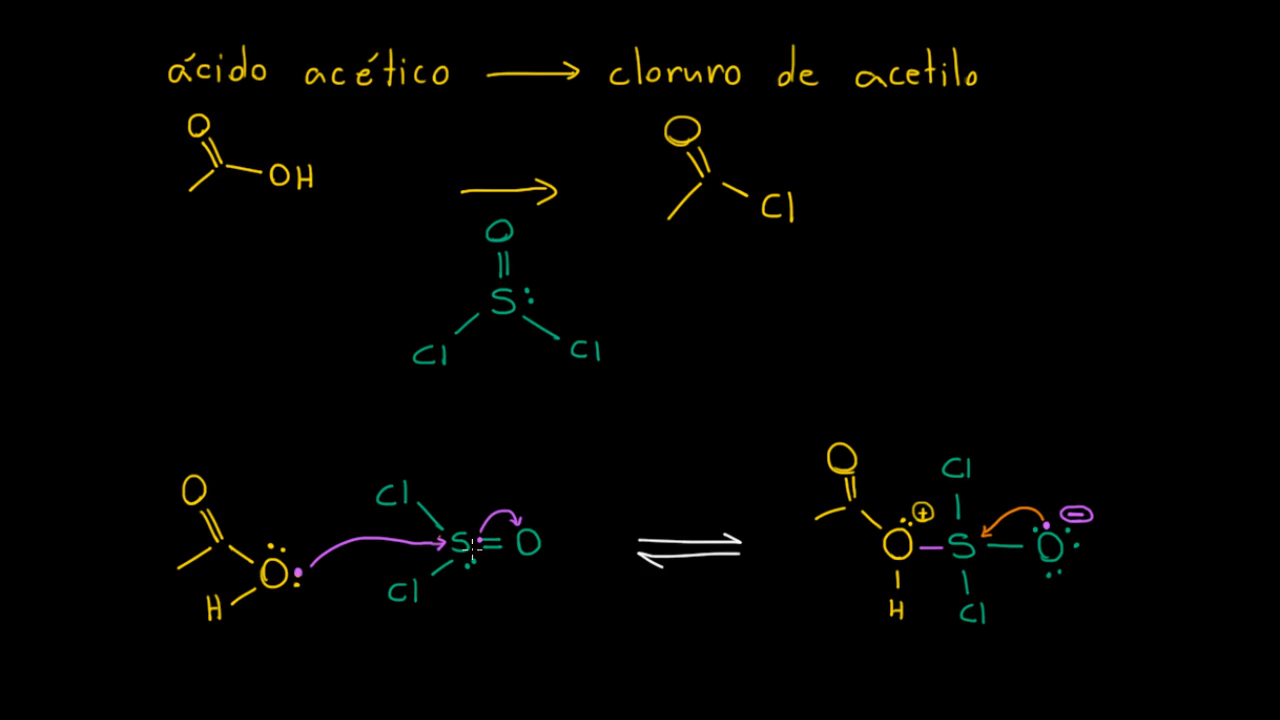 ácido acético → cloruro de acetilo
O
OH
→
O
Cl
O
S:
Cl
Cl
O
O
H
Cl
S=O
Cl
⇌
O
O
+
H
Cl
S
Cl
O
−